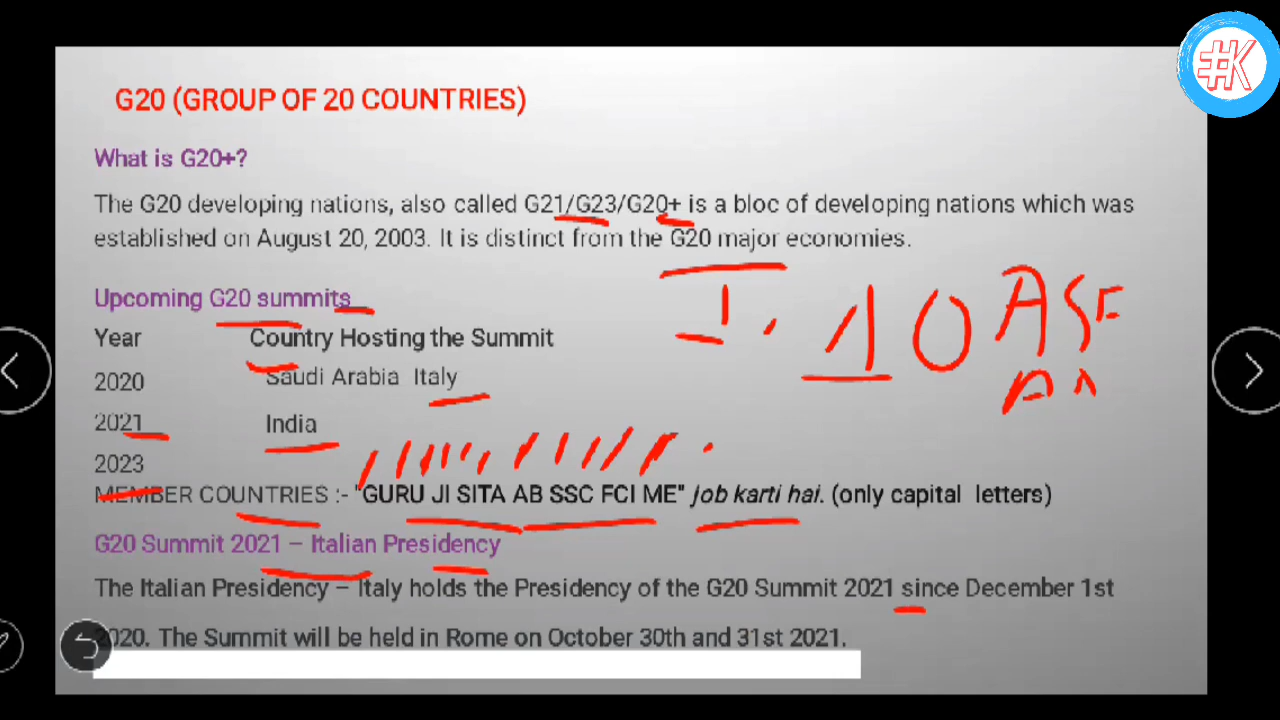 #K
G20 (GROUP OF 20 COUNTRIES)
What is G20+?
The G20 developing nations, also called G21/G23/G20+ is a bloc of developing nations which was
established on August 20, 2003. It is distinct from the G20 major economies.
Upcoming G20 summits
Year Country Hosting the Summit
2020 Saudi Arabia Italy
2021 India
2023
I. 10 ASE
MEMBER COUNTRIES :- "GURU JI SITA AB SSC FCI ME" job karti hai. (only capital letters)
G20 Summit 2021 – Italian Presidency
The Italian Presidency – Italy holds the Presidency of the G20 Summit 2021 since December 1st
2020. The Summit will be held in Rome on October 30th and 31st 2021.